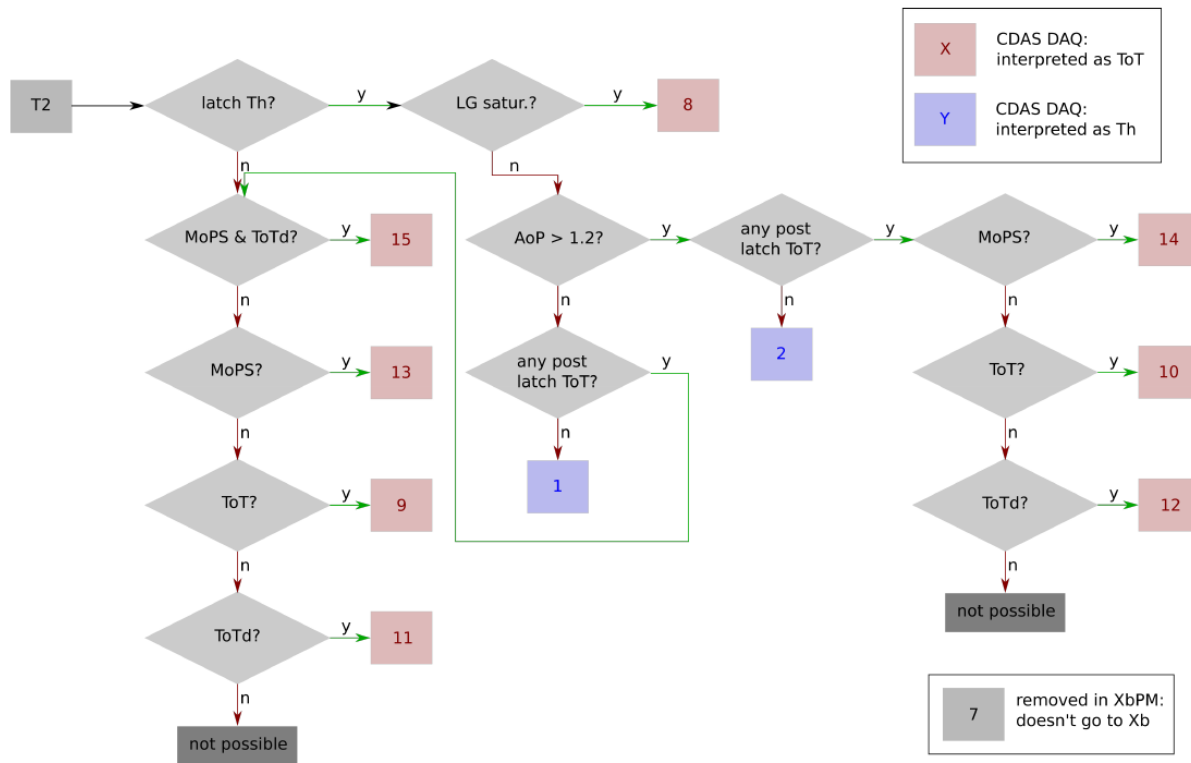 T2
latch Th?
y
LG satur.?
y
8
X
CDAS DAQ:
interpreted as ToT
Y
CDAS DAQ:
interpreted as Th
n
n
MoPS & ToTd?
y
15
AoP > 1.2?
y
any post
latch ToT?
y
MoPS?
y
14
n
n
n
n
MoPS?
y
13
any post
latch ToT?
y
2
ToT?
y
10
n
n
n
ToT?
y
9
1
ToTd?
y
12
n
n
ToTd?
y
11
not possible
n
not possible
7
removed in XbPM:
doesn't go to Xb